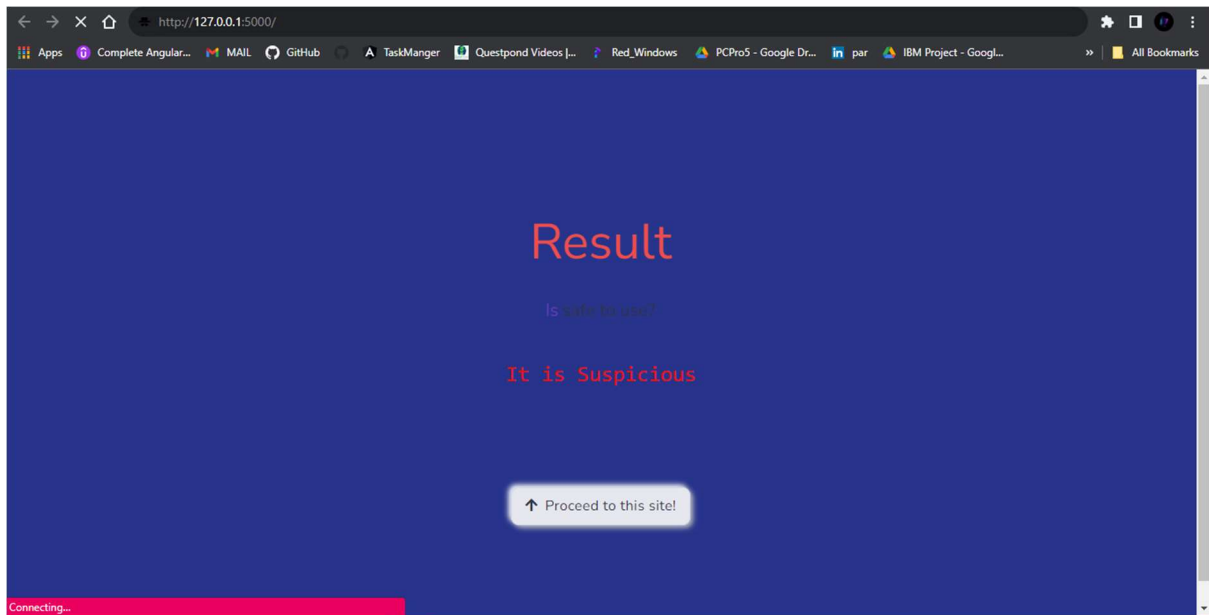 http://127.0.0.1:5000/
Apps Complete Angular... MAIL GitHub TaskManger Questpond Videos |... Red_Windows PCPro5 - Google Dr... par IBM Project - Googl... » All Bookmarks
Result
Is safe to use?
It is Suspicious
Proceed to this site!
Connecting...